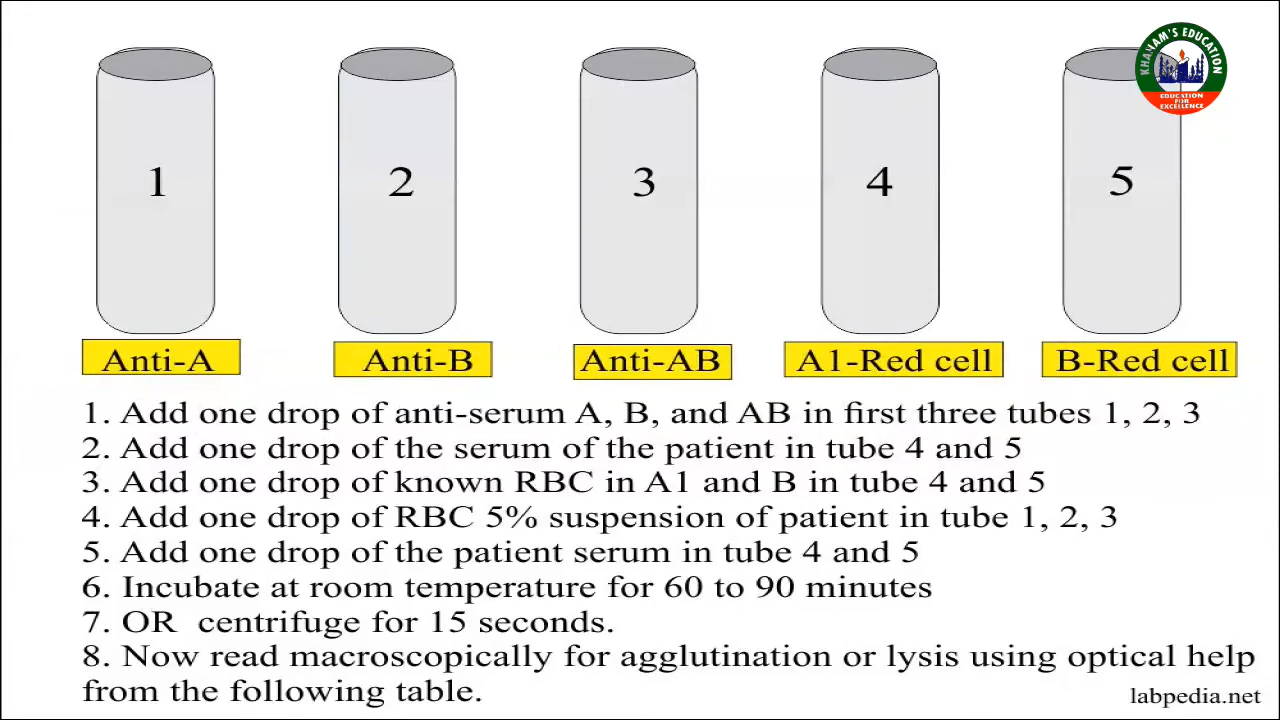 1
2
3
4
5
KHANAM'S EDUCATION
EDUCATION
FOR
EXCELLENCE
Anti-A
Anti-B
Anti-AB
A1-Red cell
B-Red cell
1. Add one drop of anti-serum A, B, and AB in first three tubes 1, 2, 3
2. Add one drop of the serum of the patient in tube 4 and 5
3. Add one drop of known RBC in A1 and B in tube 4 and 5
4. Add one drop of RBC 5% suspension of patient in tube 1, 2, 3
5. Add one drop of the patient serum in tube 4 and 5
6. Incubate at room temperature for 60 to 90 minutes
7. OR centrifuge for 15 seconds.
8. Now read macroscopically for agglutination or lysis using optical help
from the following table.
labpedia.net